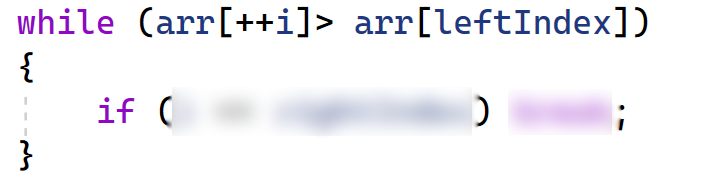 while (arr[++i]> arr[leftIndex])
{
if () ;
}